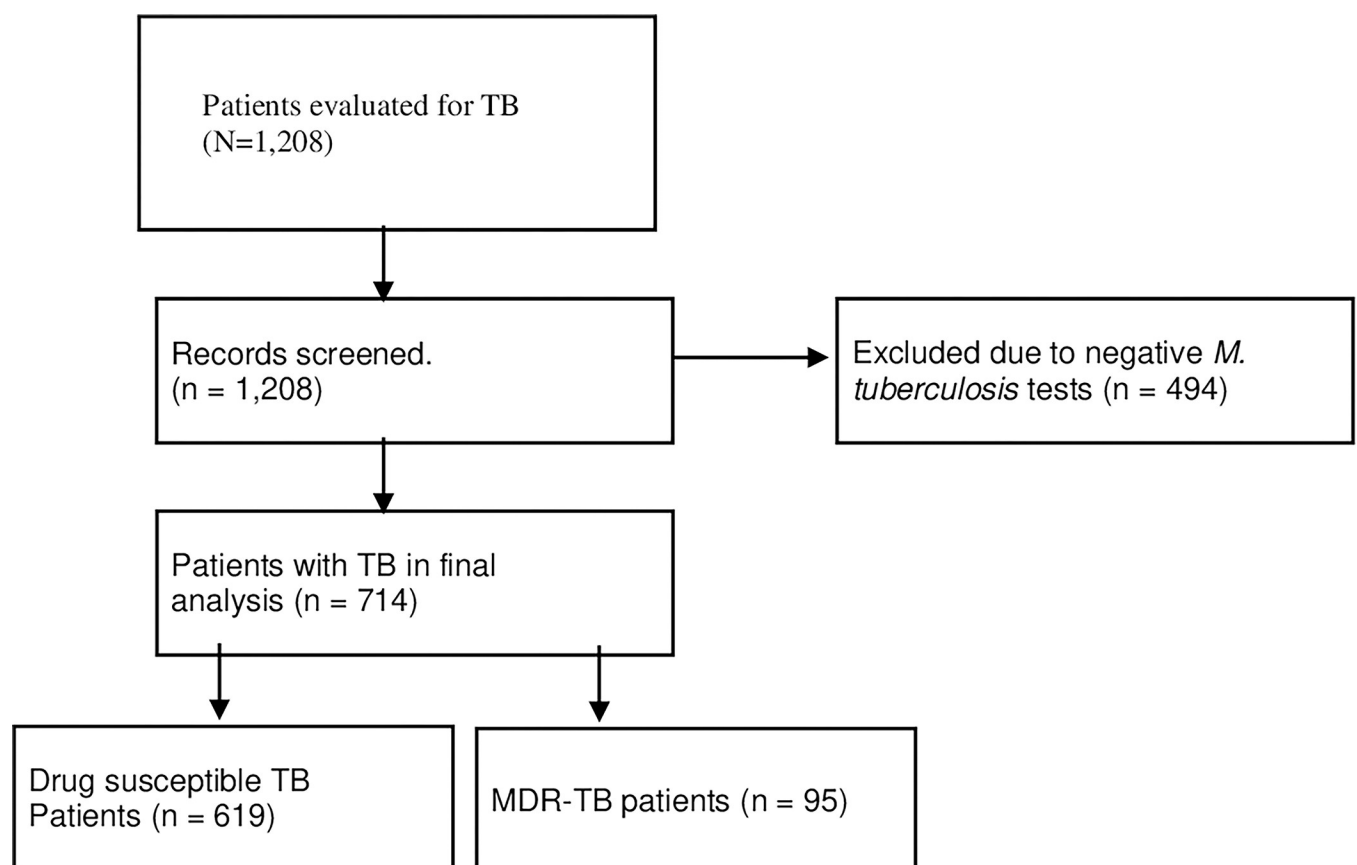 Patients evaluated for TB
(N=1,208)
Records screened.
(n = 1,208)
Excluded due to negative M.
tuberculosis tests (n = 494)
Patients with TB in final
analysis (n = 714)
Drug susceptible TB
Patients (n = 619)
MDR-TB patients (n = 95)